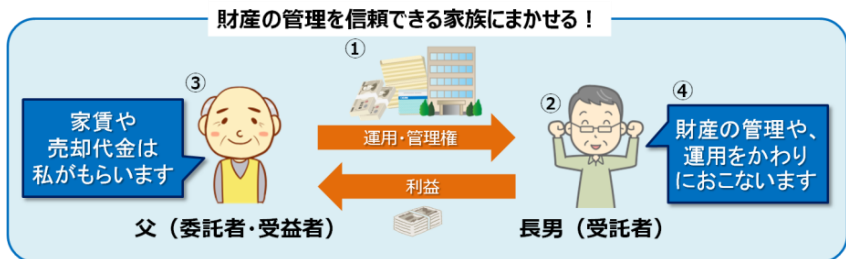 財産の管理を信頼できる家族にまかせる！
①
③
②
④
家賃や
売却代金は
私がもらいます
運用・管理権
利益
財産の管理や、
運用をかわり
におこないます
父（委託者・受益者）
長男（受託者）